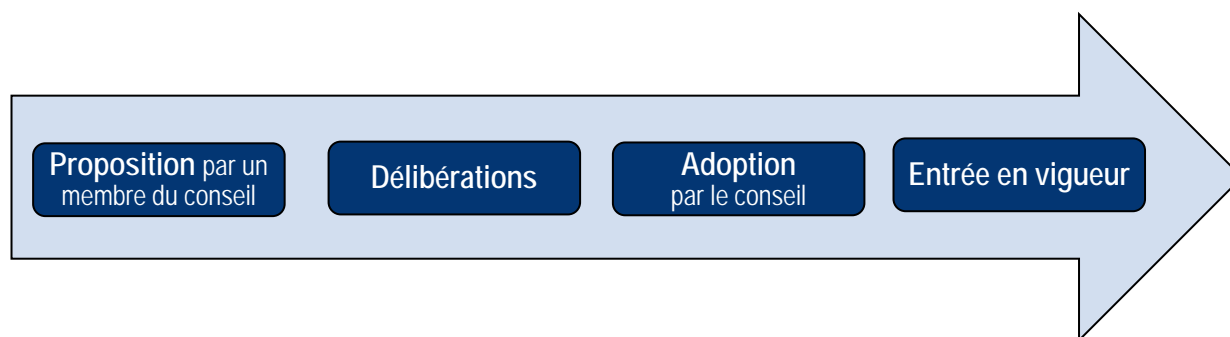 Proposition par un
membre du conseil
Délibérations
Adoption
par le conseil
Entrée en vigueur